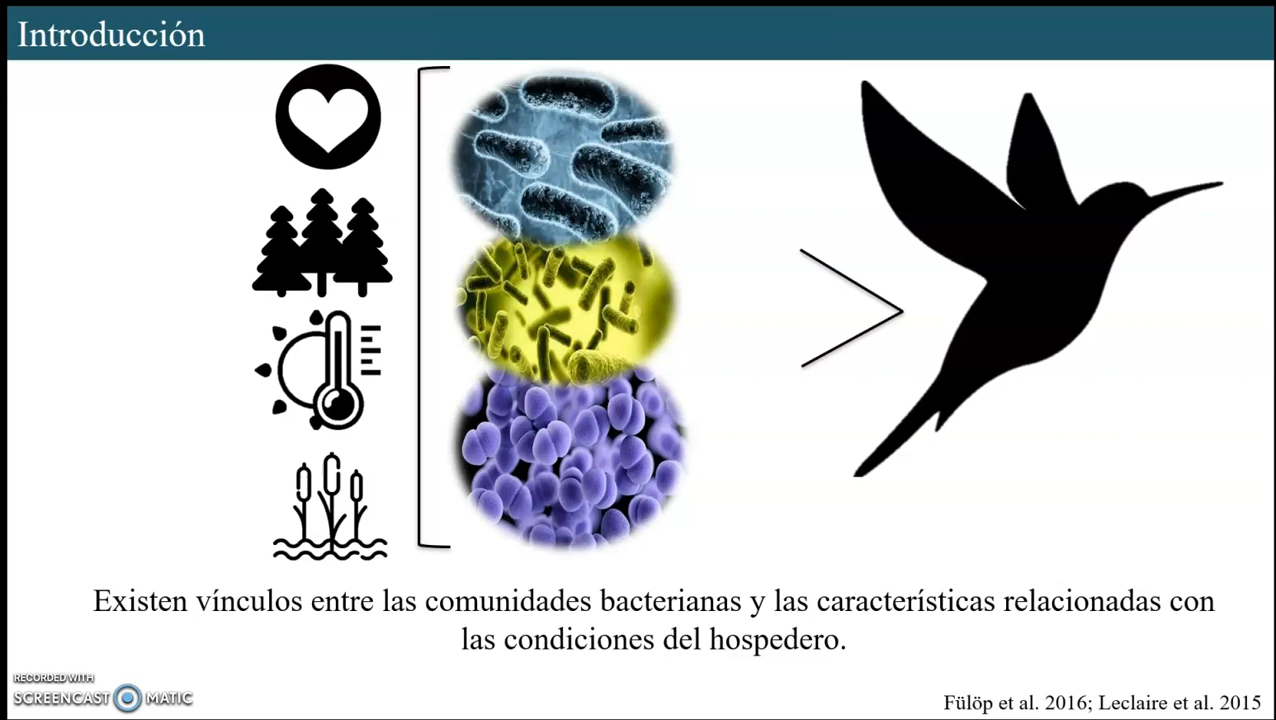 Introducción
Existen vínculos entre las comunidades bacterianas y las características relacionadas con
las condiciones del hospedero.
RECORDED WITH
SCREENCAST MATIC
Fülöp et al. 2016; Leclaire et al. 2015